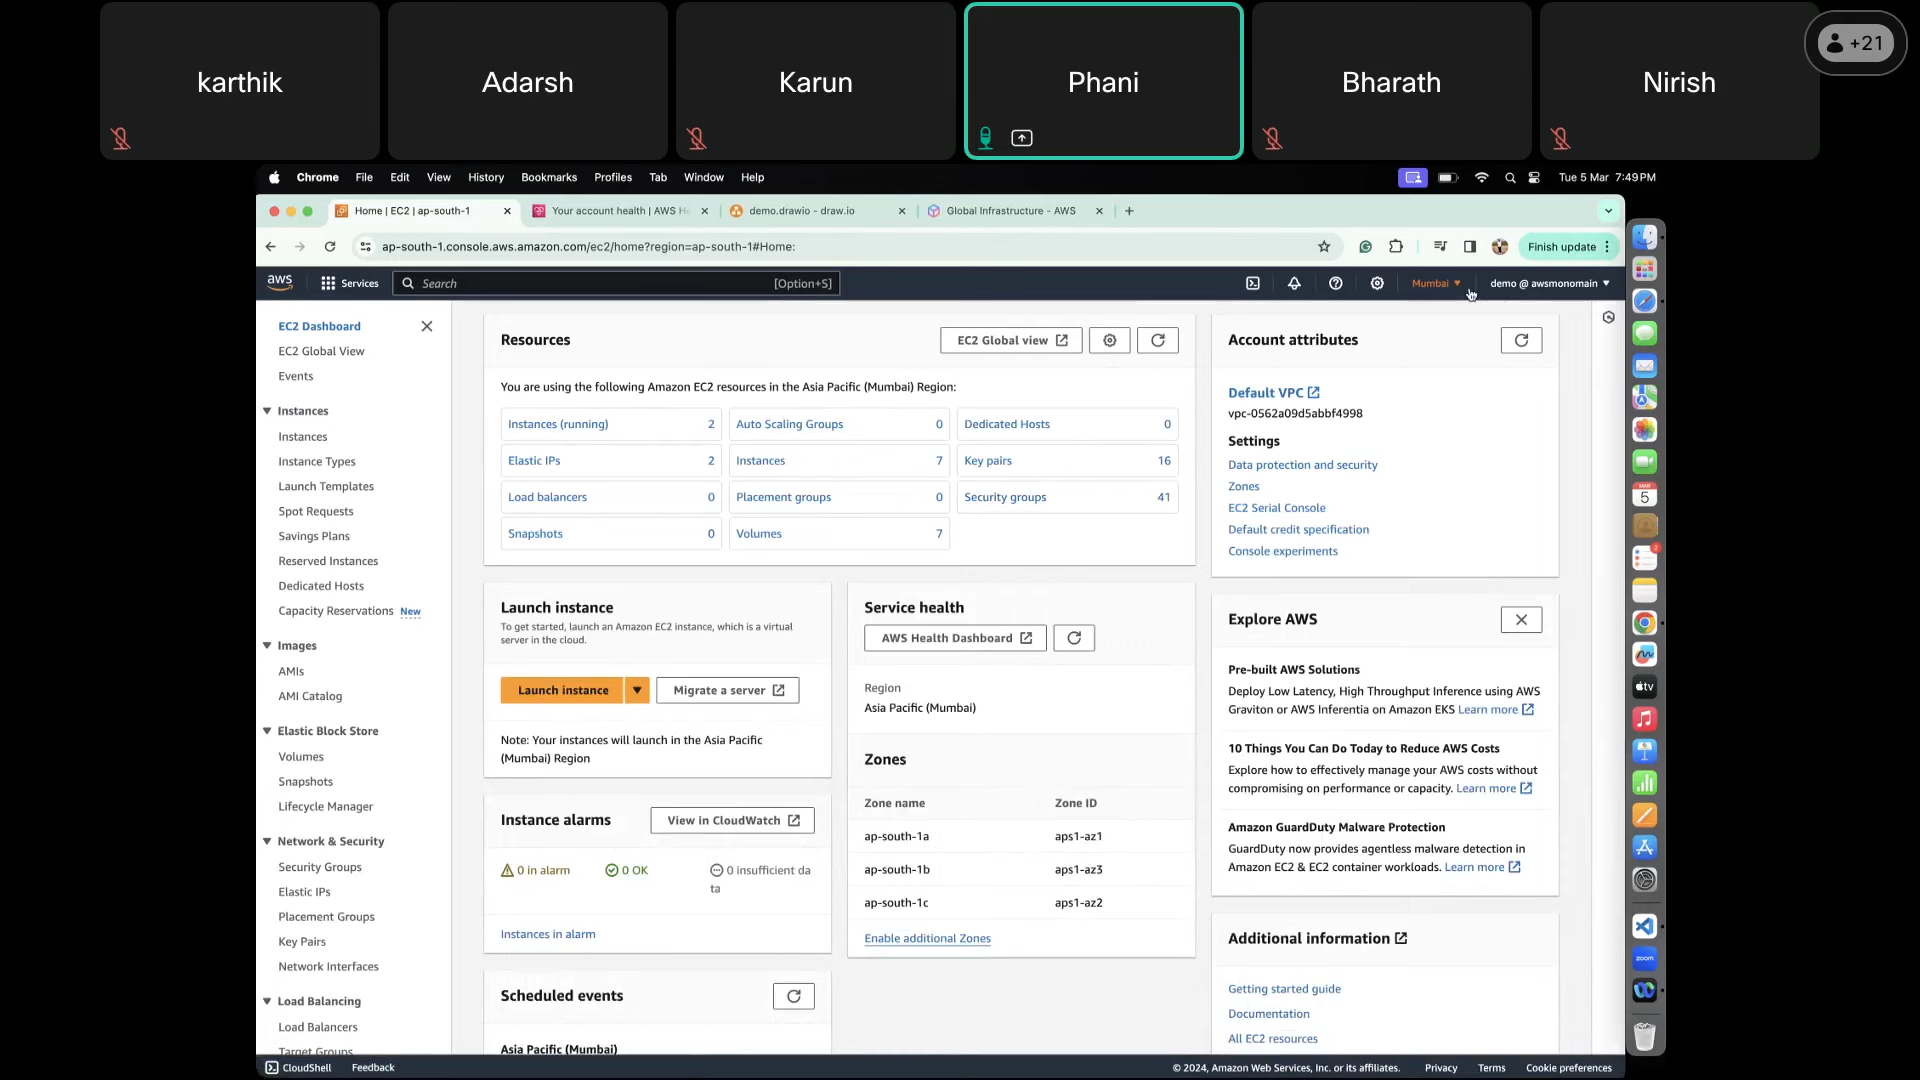 karthik
Adarsh
Karun
Phani
Bharath
Nirish
+21
Chrome File Edit View History Bookmarks Profiles Tab Window Help
Tue 5 Mar 7:49 PM
Home | EC2 | ap-south-1
Your account health | AWS He
demo.drawio - draw.io
Global Infrastructure - AWS
ap-south-1.console.aws.amazon.com/ec2/home?region=ap-south-1#Home:
Finish update
aws
Services
Search
[Option+S]
Mumbai
demo @ awsmonomain
EC2 Dashboard
EC2 Global View
Events
Instances
Instances
Instance Types
Launch Templates
Spot Requests
Savings Plans
Reserved Instances
Dedicated Hosts
Capacity Reservations New
Images
AMIs
AMI Catalog
Elastic Block Store
Volumes
Snapshots
Lifecycle Manager
Network & Security
Security Groups
Elastic IPs
Placement Groups
Key Pairs
Network Interfaces
Load Balancing
Load Balancers
Target Groups
Resources
EC2 Global view
You are using the following Amazon EC2 resources in the Asia Pacific (Mumbai) Region:
Instances (running) 2
Auto Scaling Groups 0
Dedicated Hosts 0
Elastic IPs 2
Instances 7
Key pairs 16
Load balancers 0
Placement groups 0
Security groups 41
Snapshots 0
Volumes 7
Launch instance
To get started, launch an Amazon EC2 instance, which is a virtual
server in the cloud.
Launch instance
Migrate a server
Note: Your instances will launch in the Asia Pacific
(Mumbai) Region
Instance alarms
View in CloudWatch
0 in alarm
0 OK
0 insufficient da
ta
Instances in alarm
Scheduled events
Asia Pacific (Mumbai)
Service health
AWS Health Dashboard
Region
Asia Pacific (Mumbai)
Zones
Zone name Zone ID
ap-south-1a aps1-az1
ap-south-1b aps1-az3
ap-south-1c aps1-az2
Enable additional Zones
Account attributes
Default VPC
vpc-0562a09d5abbf4998
Settings
Data protection and security
Zones
EC2 Serial Console
Default credit specification
Console experiments
Explore AWS
Pre-built AWS Solutions
Deploy Low Latency, High Throughput Inference using AWS
Graviton or AWS Inferentia on Amazon EKS Learn more
10 Things You Can Do Today to Reduce AWS Costs
Explore how to effectively manage your AWS costs without
compromising on performance or capacity. Learn more
Amazon GuardDuty Malware Protection
GuardDuty now provides agentless malware detection in
Amazon EC2 & EC2 container workloads. Learn more
Additional information
Getting started guide
Documentation
All EC2 resources
MAR
5
2
tv
zoom
CloudShell
Feedback
© 2024, Amazon Web Services, Inc. or its affiliates.
Privacy
Terms
Cookie preferences